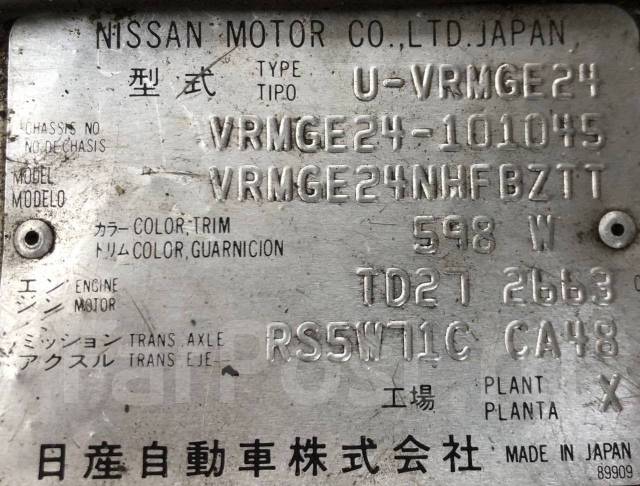 NISSAN MOTOR CO.,LTD.JAPAN
型式 TYPE TIPO U-VRMGE24
CHASSIS NO NO.DECHASIS VRMGE24-101045
MODEL MODELO VRMGE24NHFBZTT
カラー COLOR,TRIM
トリム COLOR,GUARNICION 598 W
エンジン ENGINE MOTOR TD27 2663
ミッション TRANS,AXLE
アクスル TRANS EJE RS5W71C CA48
工場 PLANT PLANTA X
日産自動車株式会社 MADE IN JAPAN
89909